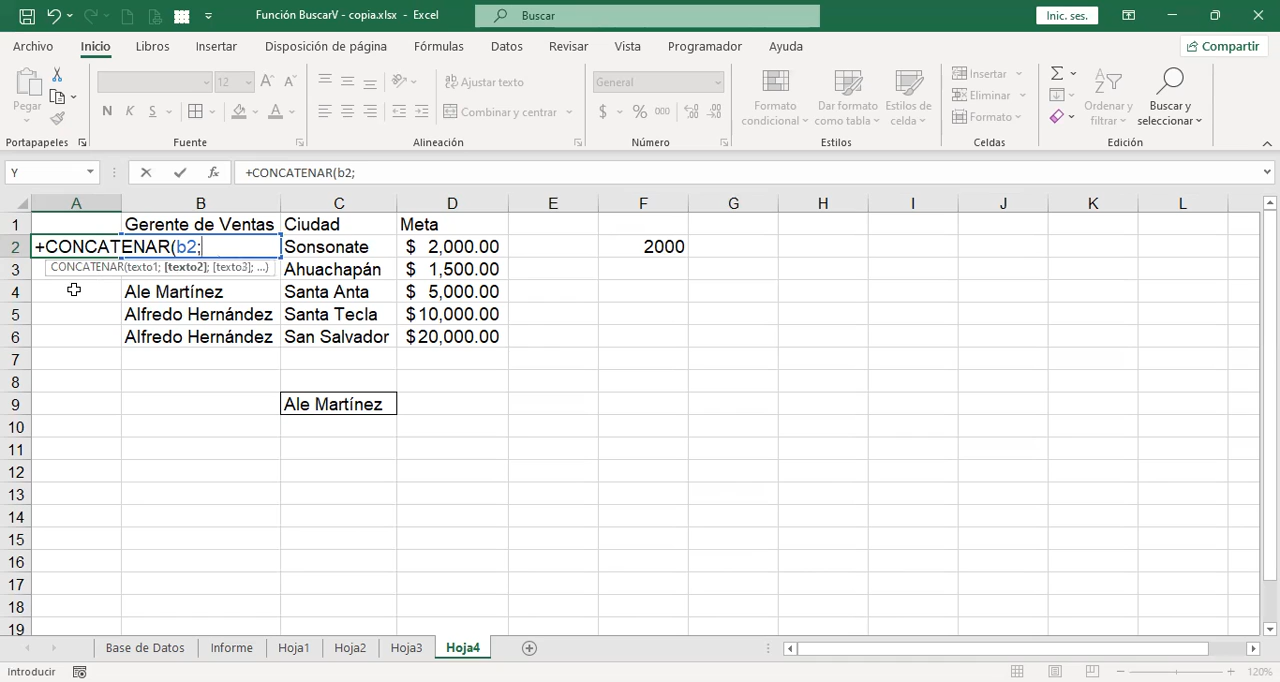 Función BuscarV - copia.xlsx - Excel
Buscar
Inic. ses.
Archivo Inicio Libros Insertar Disposición de página Fórmulas Datos Revisar Vista Programador Ayuda
Compartir
Pegar
12
N K S
Ajustar texto
Combinar y centrar
General
$ % 000
Formato condicional
Dar formato como tabla
Estilos de celda
Insertar
Eliminar
Formato
Ordenar y filtrar
Buscar y seleccionar
Portapapeles Fuente Alineación Número Estilos Celdas Edición
Y
fx
+CONCATENAR(b2;
A B C D E F G H I J K L
1 Gerente de Ventas Ciudad Meta
2 +CONCATENAR(b2; Sonsonate $ 2,000.00 2000
CONCATENAR(texto1; [texto2]; [texto3]; ...)
3 Ahuachapán $ 1,500.00
4 Ale Martínez Santa Anta $ 5,000.00
5 Alfredo Hernández Santa Tecla $10,000.00
6 Alfredo Hernández San Salvador $20,000.00
7
8
9 Ale Martínez
10
11
12
13
14
15
16
17
18
19
Base de Datos Informe Hoja1 Hoja2 Hoja3 Hoja4
Introducir
120%